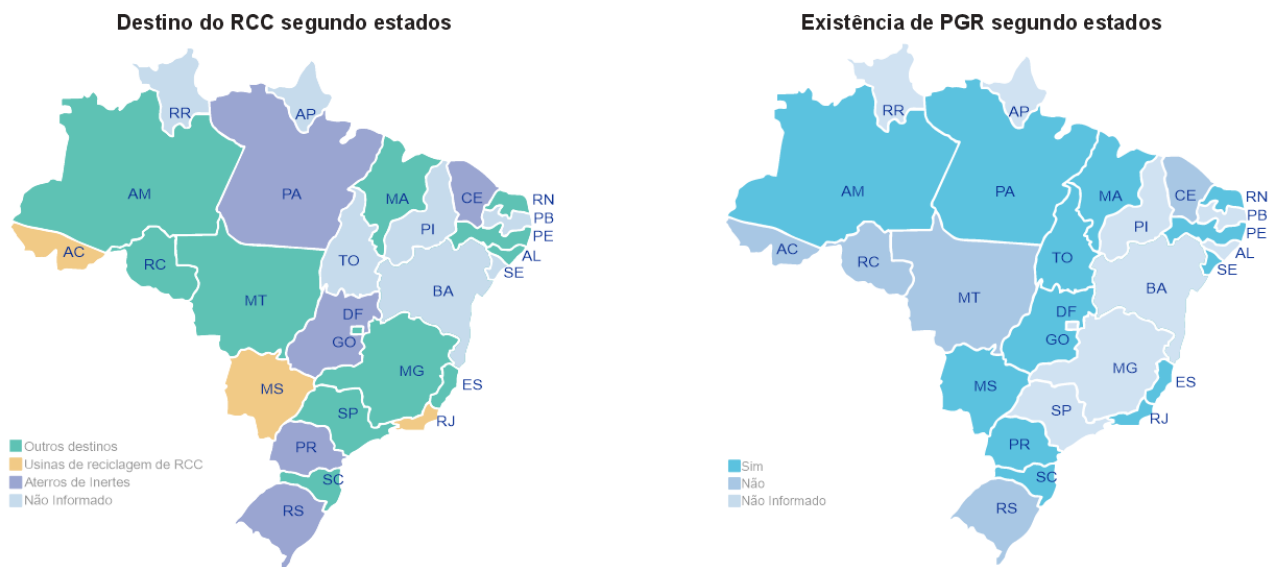 Destino do RCC segundo estados
RR
AP
AM
PA
MA
CE
RN
PB
PE
AL
SE
PI
AC
RC
TO
BA
MT
DF
GO
MG
ES
MS
SP
RJ
PR
SC
RS
Outros destinos
Usinas de reciclagem de RCC
Aterros de Inertes
Não Informado
Existência de PGR segundo estados
RR
AP
AM
PA
MA
CE
RN
PB
PE
AL
SE
PI
AC
RC
TO
BA
MT
DF
GO
MG
ES
MS
SP
RJ
PR
SC
RS
Sim
Não
Não Informado